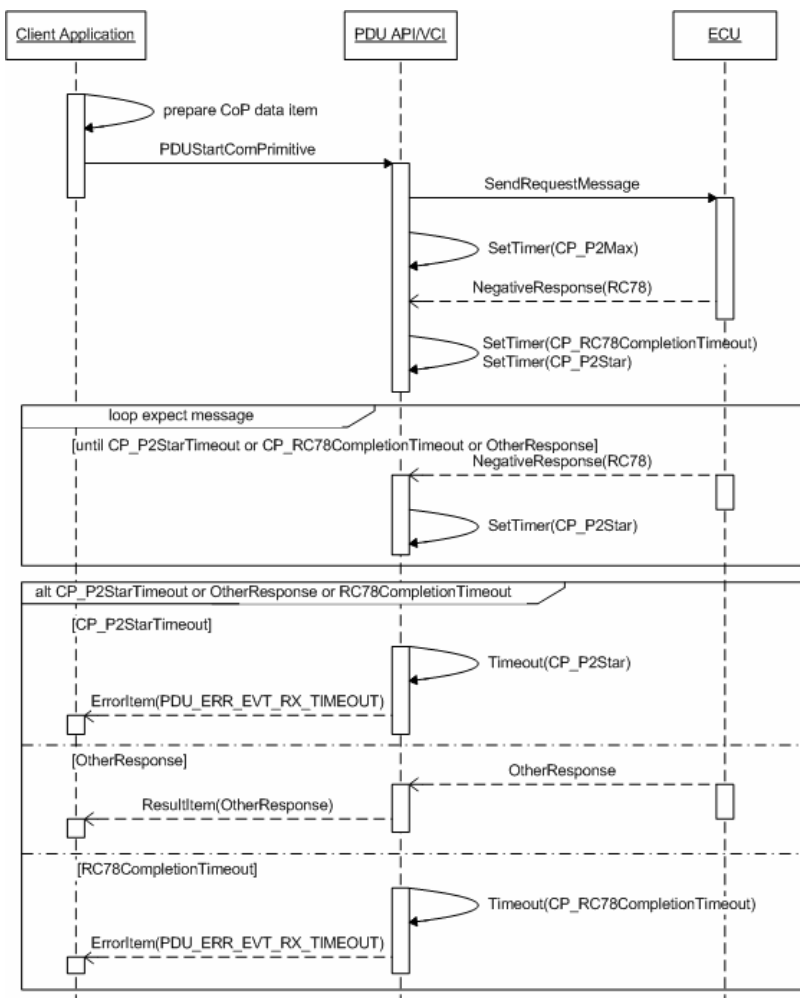 Client Application
PDU API/VCI
ECU
prepare CoP data item
PDUStartComPrimitive
SendRequestMessage
SetTimer(CP_P2Max)
NegativeResponse(RC78)
SetTimer(CP_RC78CompletionTimeout)
SetTimer(CP_P2Star)
loop expect message
[until CP_P2StarTimeout or CP_RC78CompletionTimeout or OtherResponse]
NegativeResponse(RC78)
SetTimer(CP_P2Star)
alt CP_P2StarTimeout or OtherResponse or RC78CompletionTimeout
[CP_P2StarTimeout]
Timeout(CP_P2Star)
ErrorItem(PDU_ERR_EVT_RX_TIMEOUT)
[OtherResponse]
OtherResponse
ResultItem(OtherResponse)
[RC78CompletionTimeout]
Timeout(CP_RC78CompletionTimeout)
ErrorItem(PDU_ERR_EVT_RX_TIMEOUT)